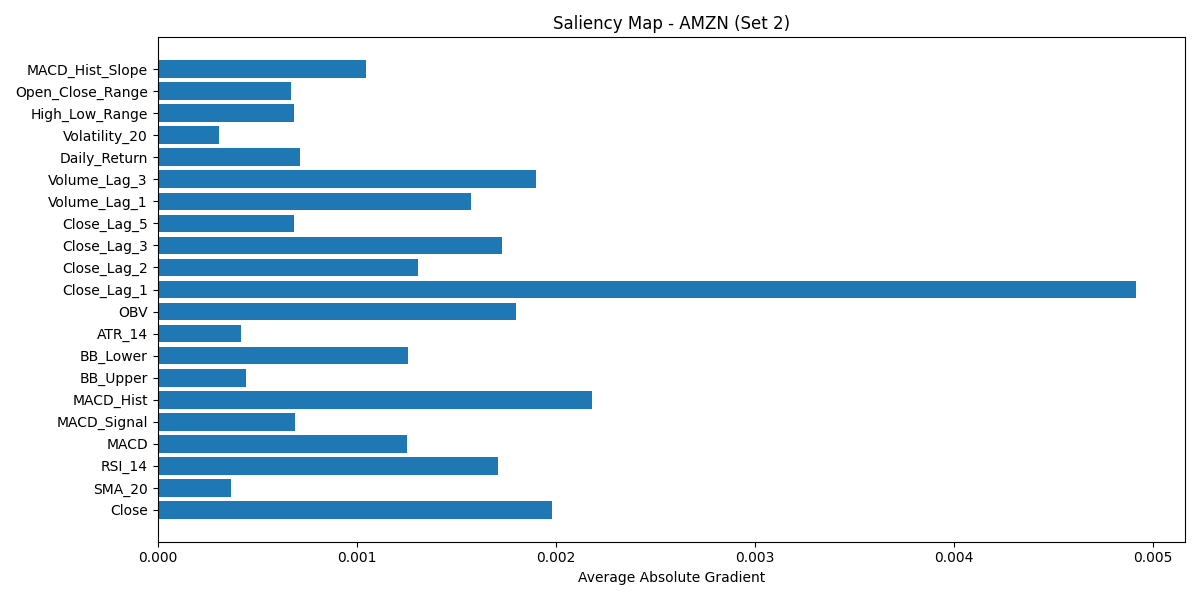 Saliency Map - AMZN (Set 2)
MACD_Hist_Slope
Open_Close_Range
High_Low_Range
Volatility_20
Daily_Return
Volume_Lag_3
Volume_Lag_1
Close_Lag_5
Close_Lag_3
Close_Lag_2
Close_Lag_1
OBV
ATR_14
BB_Lower
BB_Upper
MACD_Hist
MACD_Signal
MACD
RSI_14
SMA_20
Close
0.000 0.001 0.002 0.003 0.004 0.005
Average Absolute Gradient